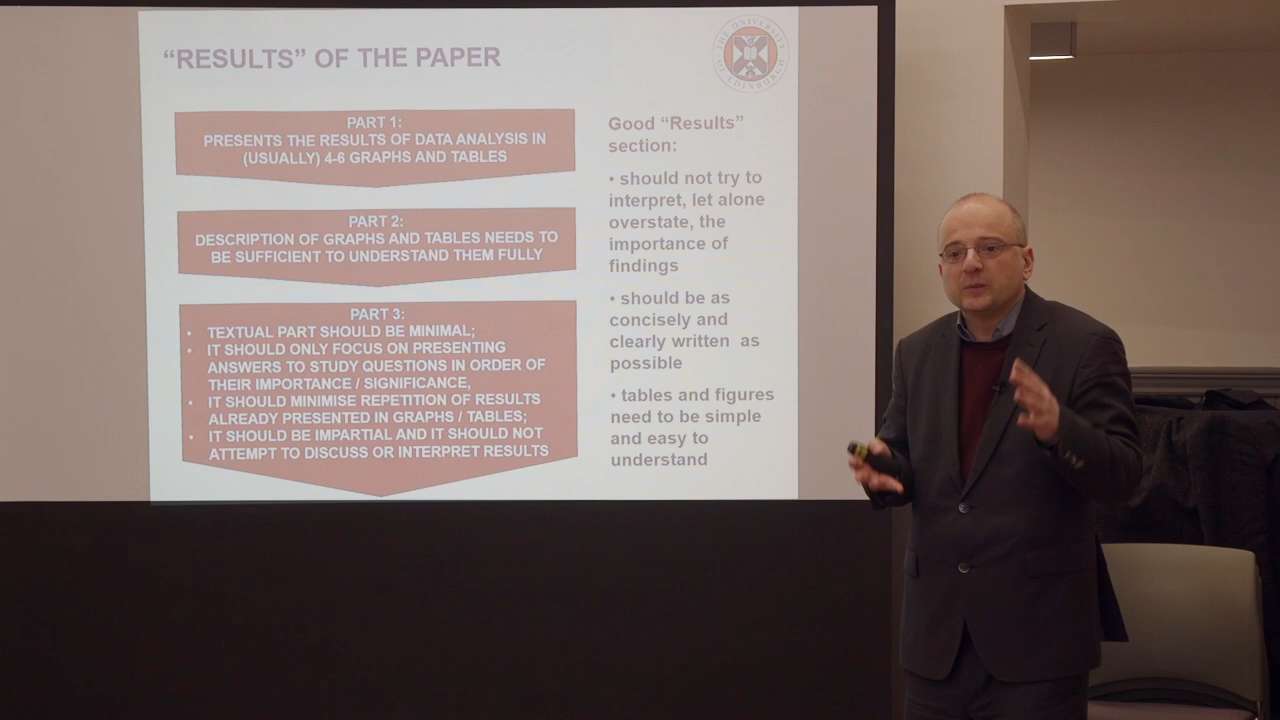 “RESULTS” OF THE PAPER
THE UNIVERSITY
OF EDINBURGH
PART 1:
PRESENTS THE RESULTS OF DATA ANALYSIS IN
(USUALLY) 4-6 GRAPHS AND TABLES
PART 2:
DESCRIPTION OF GRAPHS AND TABLES NEEDS TO
BE SUFFICIENT TO UNDERSTAND THEM FULLY
PART 3:
• TEXTUAL PART SHOULD BE MINIMAL;
• IT SHOULD ONLY FOCUS ON PRESENTING
ANSWERS TO STUDY QUESTIONS IN ORDER OF
THEIR IMPORTANCE / SIGNIFICANCE,
• IT SHOULD MINIMISE REPETITION OF RESULTS
ALREADY PRESENTED IN GRAPHS / TABLES;
• IT SHOULD BE IMPARTIAL AND IT SHOULD NOT
ATTEMPT TO DISCUSS OR INTERPRET RESULTS
Good “Results”
section:
• should not try to
interpret, let alone
overstate, the
importance of
findings
• should be as
concisely and
clearly written as
possible
• tables and figures
need to be simple
and easy to
understand